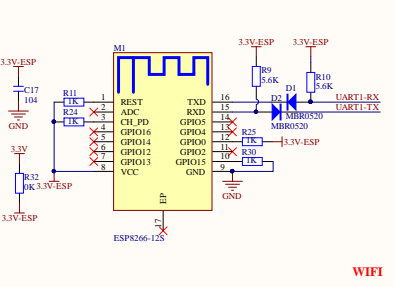 M1
3.3V-ESP
3.3V-ESP
3.3V-ESP
R9
5.6K
R10
5.6K
C17
104
GND
R11
1K
1
REST
TXD
16
D1
UART1-RX
2
ADC
RXD
15
D2
MBR0520
UART1-TX
R24
1K
3
CH_PD
GPIO5
14
MBR0520
4
GPIO16
GPIO4
13
5
GPIO14
GPIO0
12
R25
1K
3.3V-ESP
6
GPIO12
GPIO2
11
7
GPIO13
GPIO15
10
R30
1K
8
VCC
GND
9
3.3V
R32
0K
3.3V-ESP
3.3V-ESP
GND
EP
17
ESP8266-12S
WIFI